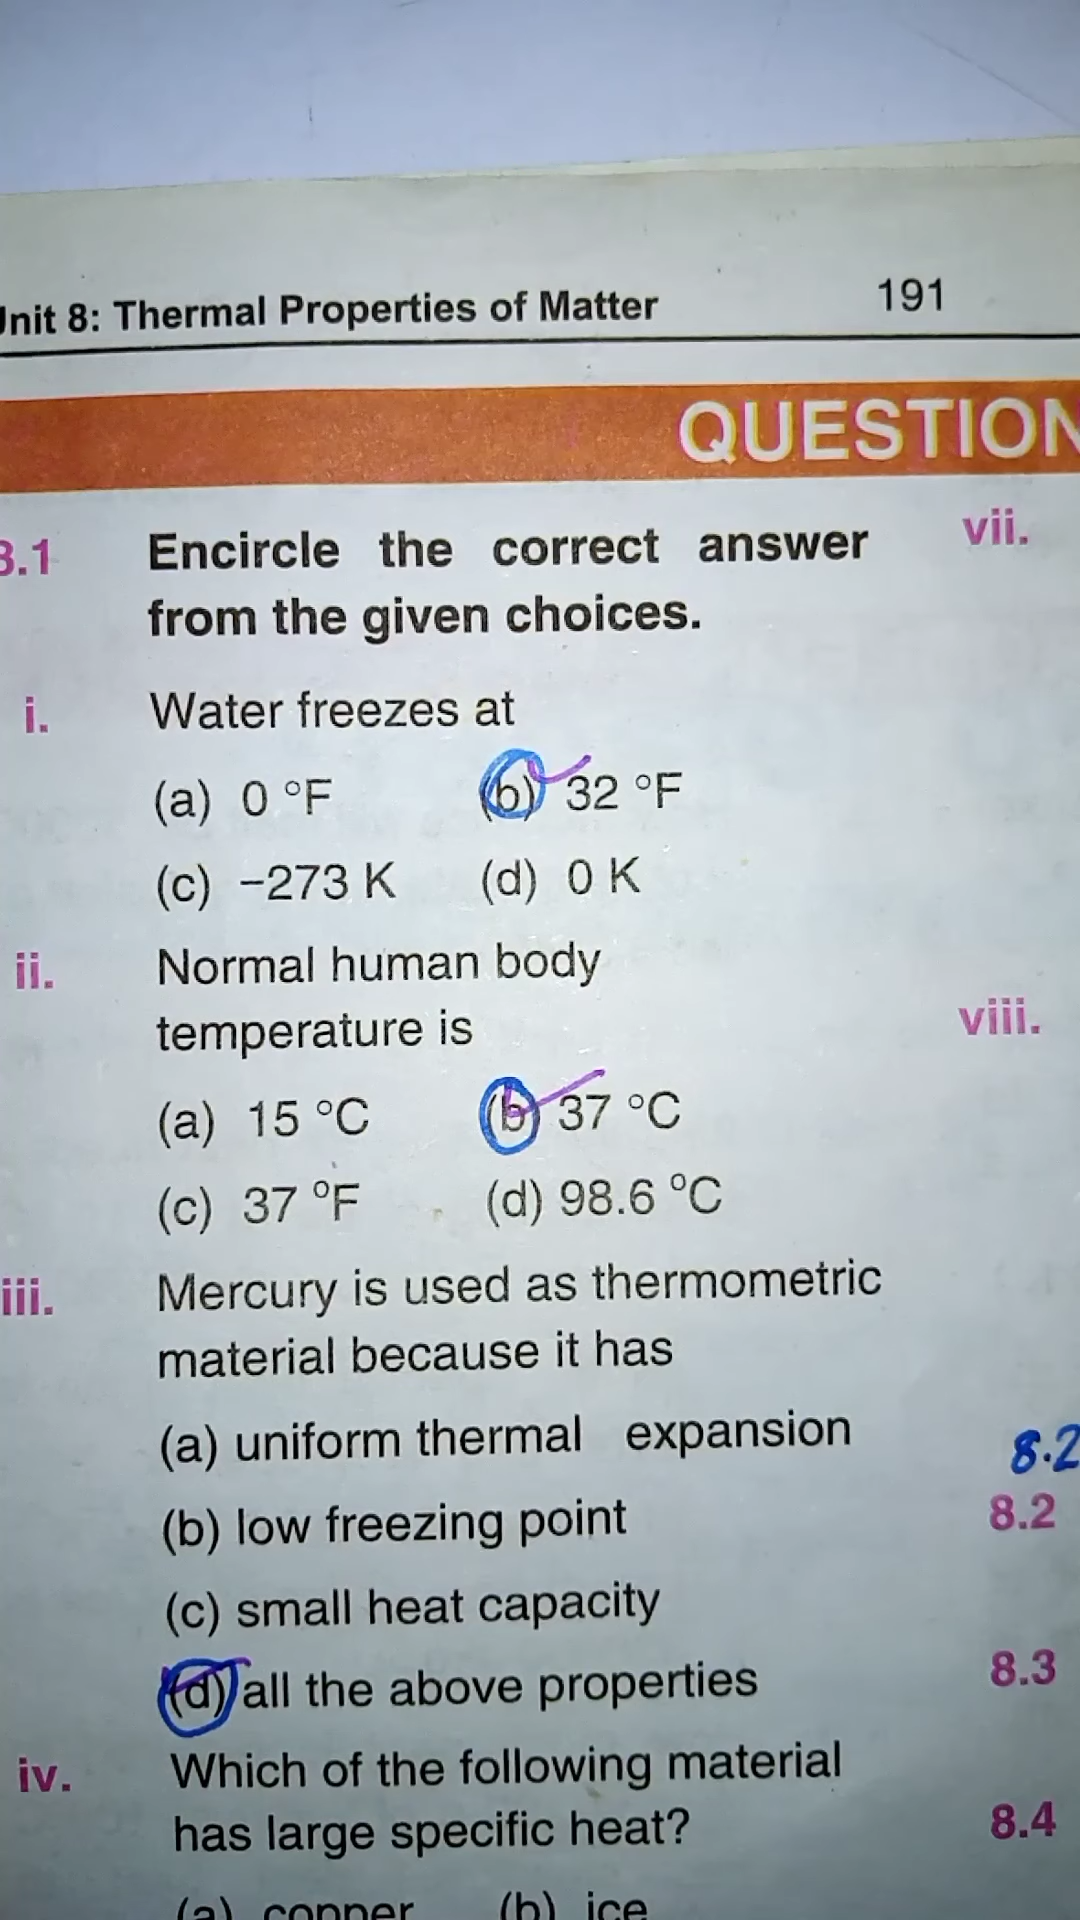 Unit 8: Thermal Properties of Matter 191
QUESTION
8.1 Encircle the correct answer
from the given choices.
i. Water freezes at
(a) 0 °F (b) 32 °F
(c) –273 K (d) 0 K
ii. Normal human body
temperature is
(a) 15 °C (b) 37 °C
(c) 37 °F (d) 98.6 °C
iii. Mercury is used as thermometric
material because it has
(a) uniform thermal expansion
(b) low freezing point
(c) small heat capacity
(d) all the above properties
iv. Which of the following material
has large specific heat?
(a) copper (b) ice
vii.
viii.
8.2
8.2
8.3
8.4